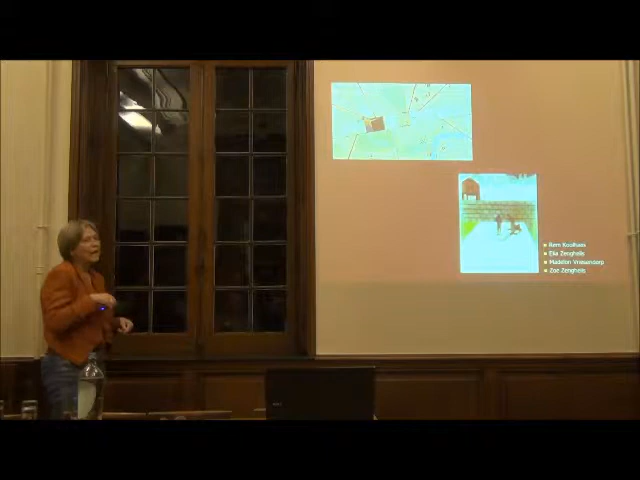 Rem Koolhaas
Elia Zenghelis
Madelon Vriesendorp
Zoe Zenghelis